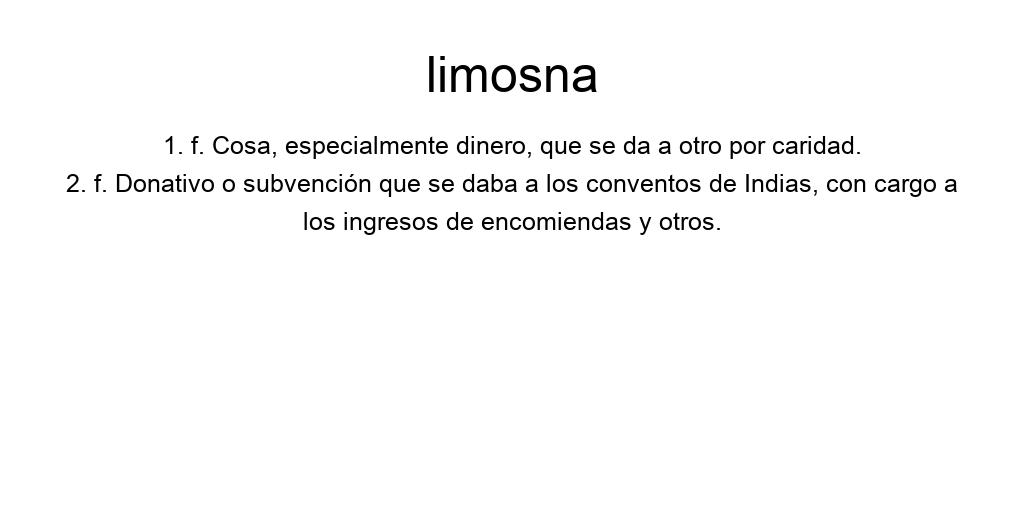 limosna
1. f. Cosa, especialmente dinero, que se da a otro por caridad.
2. f. Donativo o subvención que se daba a los conventos de Indias, con cargo a
los ingresos de encomiendas y otros.